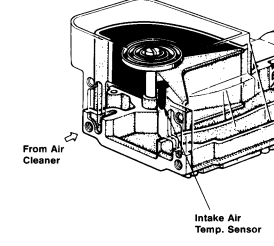 From Air
Cleaner
Intake Air
Temp. Sensor